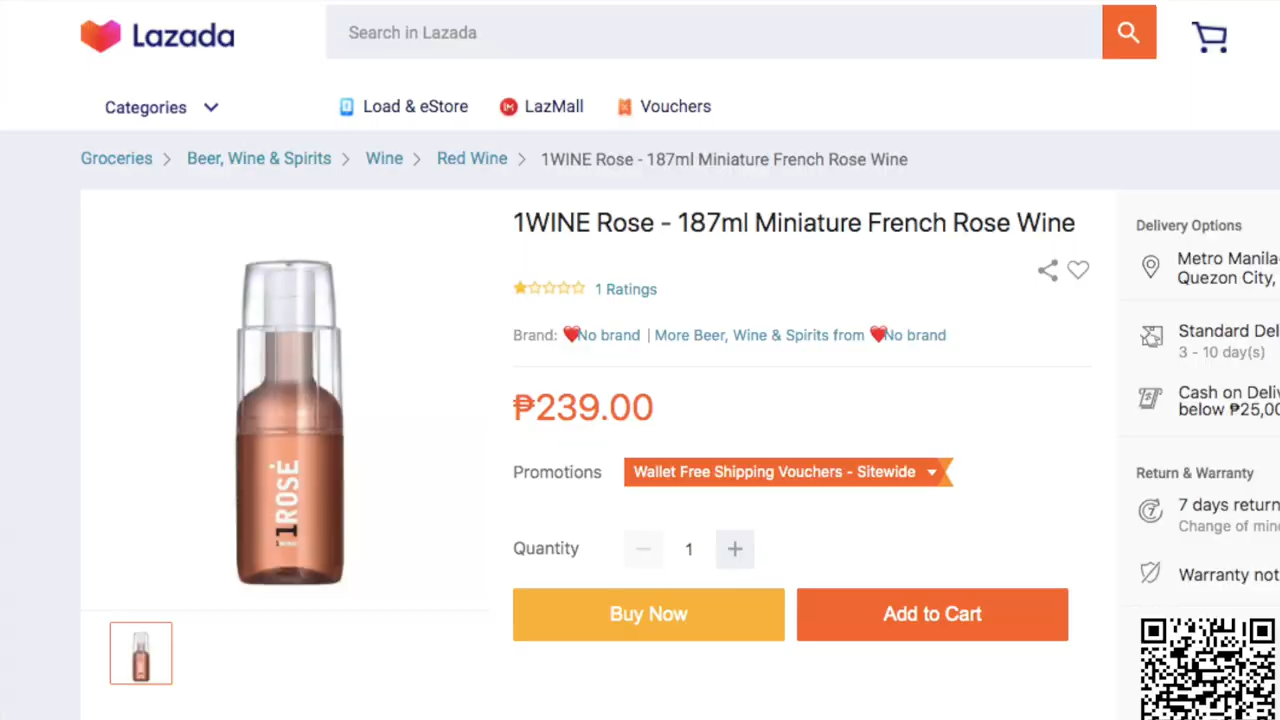 Lazada
Search in Lazada
Categories
Load & eStore
LazMall
Vouchers
Groceries > Beer, Wine & Spirits > Wine > Red Wine > 1WINE Rose - 187ml Miniature French Rose Wine
1WINE Rose - 187ml Miniature French Rose Wine
1 Ratings
Brand: ❤No brand | More Beer, Wine & Spirits from ❤No brand
₱239.00
Promotions
Wallet Free Shipping Vouchers - Sitewide
Quantity
1
Buy Now
Add to Cart
1ROSÉ
Delivery Options
Metro Manila
Quezon City,
Standard Del
3 - 10 day(s)
Cash on Deliv
below ₱25,00
Return & Warranty
7 days return
Change of min
Warranty not